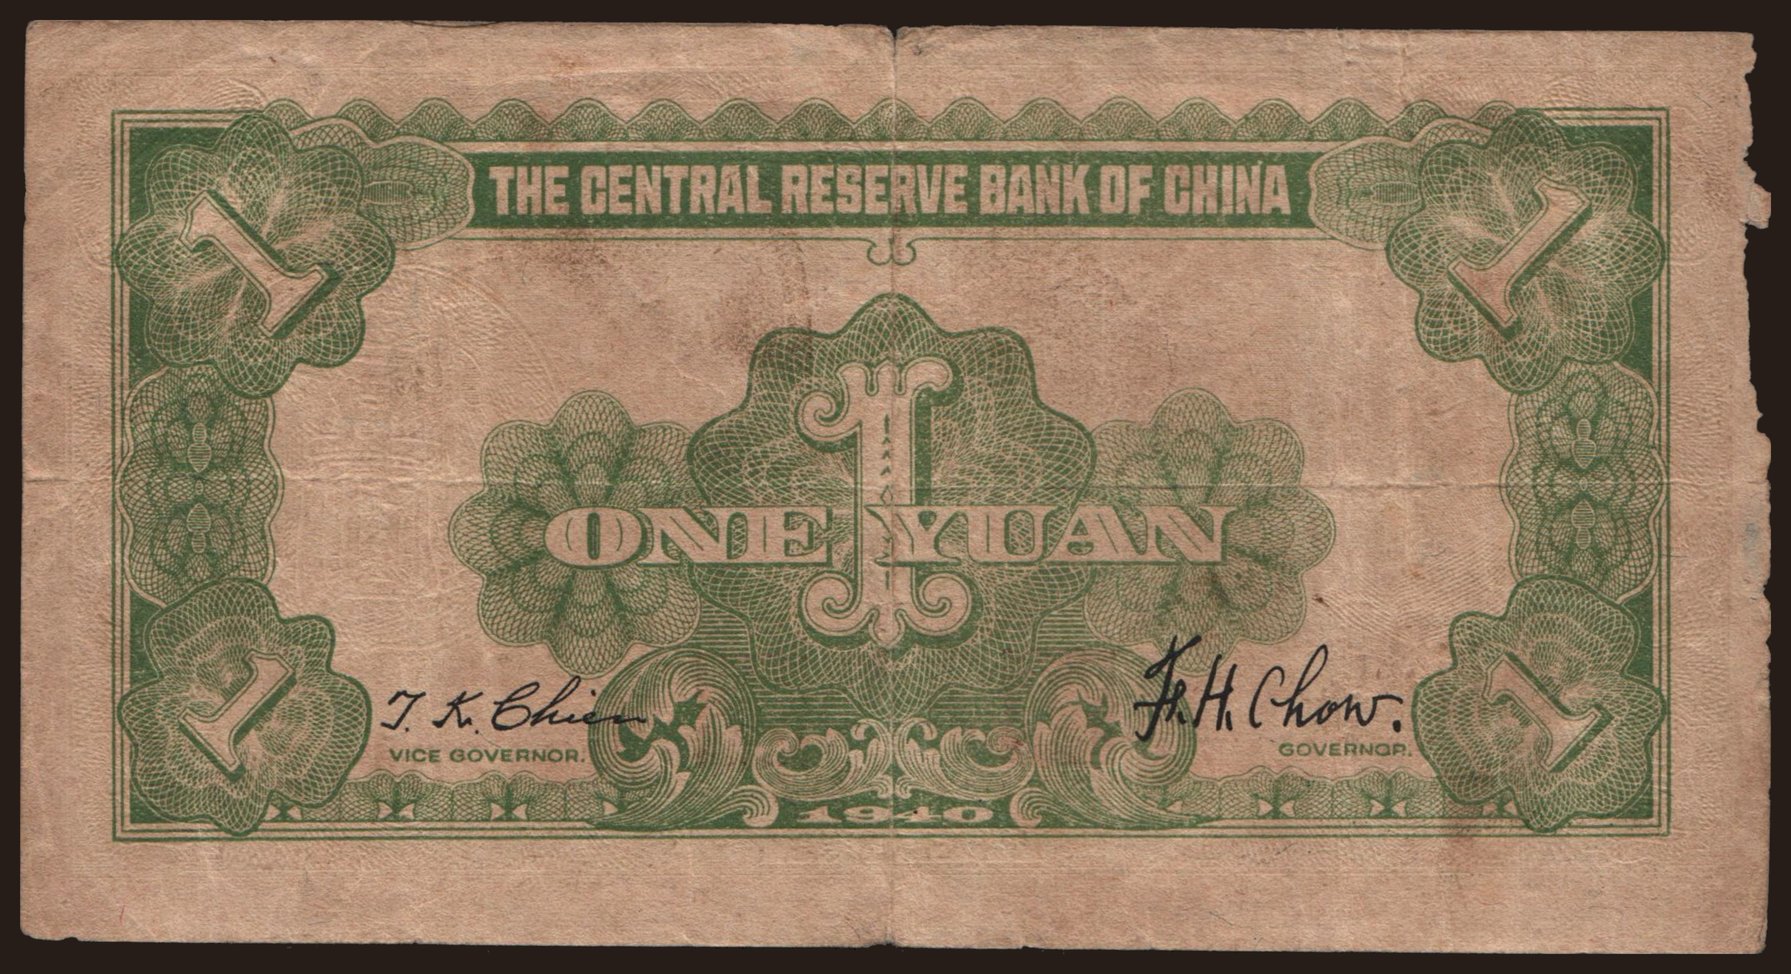 THE CENTRAL RESERVE BANK OF CHINA
1 1
1
ONE YUAN
T. K. Chien Fr. H. Chow.
VICE GOVERNOR. GOVERNOR.
1 1
1940